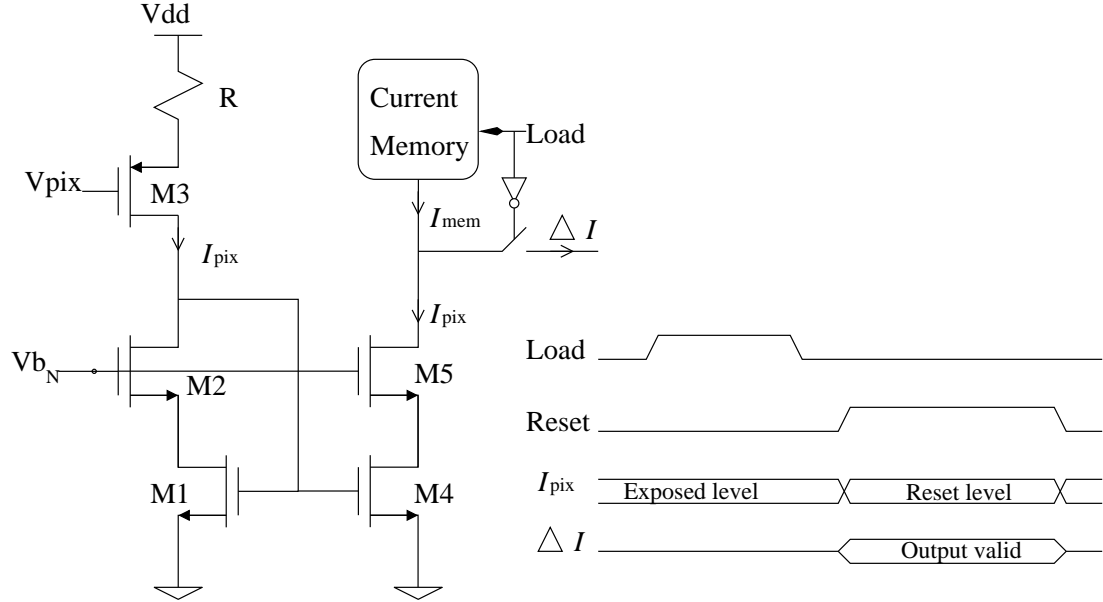 Vdd
R
Current
Memory
Load
Vpix
M3
Imem
△ I
Ipix
Ipix
VbN
M2
M5
M1
M4
Load
Reset
Ipix
Exposed level
Reset level
△ I
Output valid